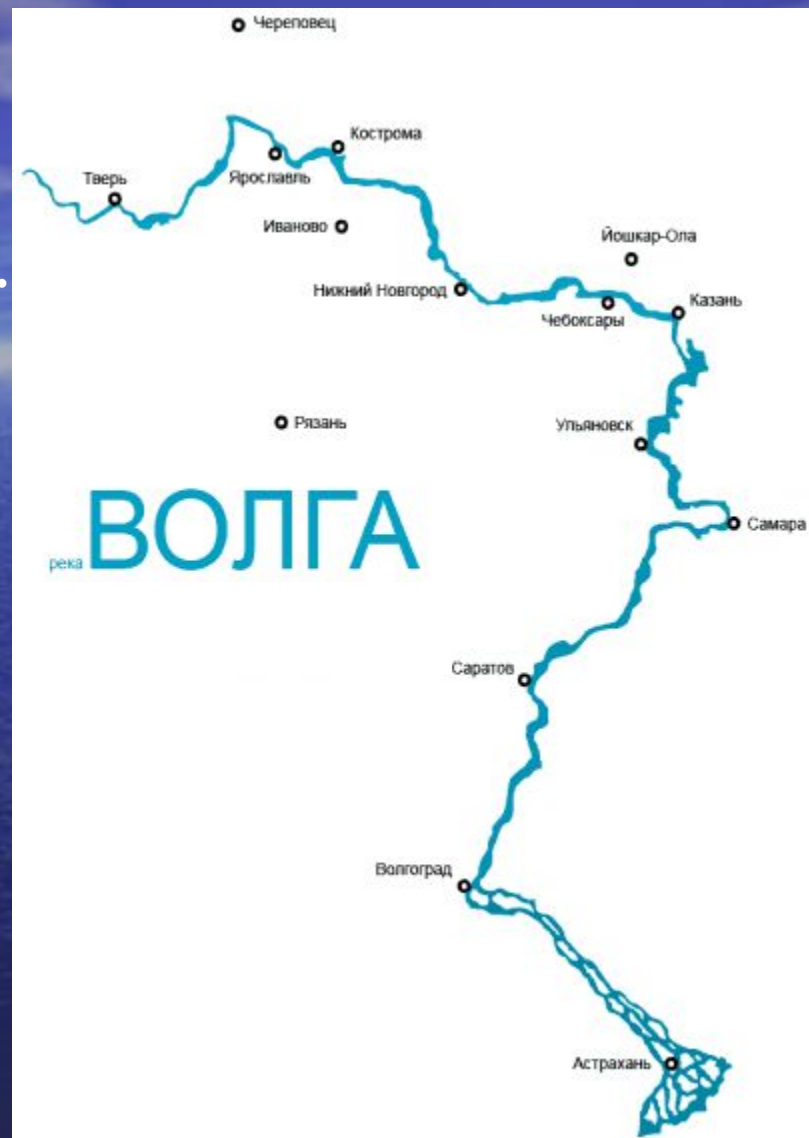 Череповец
Кострома
Ярославль
Тверь
Иваново
Йошкар-Ола
Нижний Новгород
Казань
Чебоксары
Рязань
Ульяновск
река ВОЛГА
Самара
Саратов
Волгоград
Астрахань